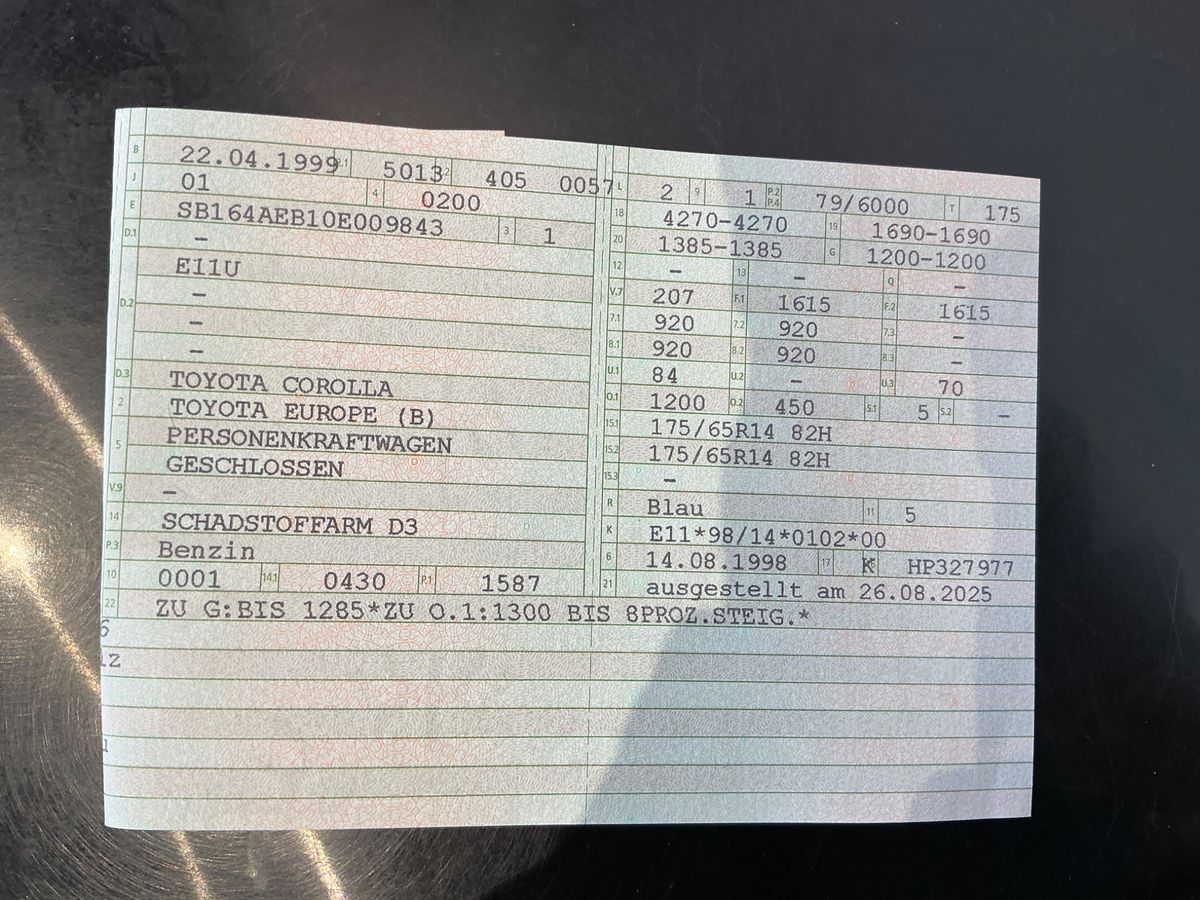 B 22.04.1999 2.1 5013 2.2 405 0057
J 01 4 0200
E SB164AEB10E009843 3 1
D.1 –
E11U
D.2 –
–
–
D.3 TOYOTA COROLLA
2 TOYOTA EUROPE (B)
5 PERSONENKRAFTWAGEN
GESCHLOSSEN
V.9 –
14 SCHADSTOFFARM D3
P.3 Benzin
10 0001 14.1 0430 P.1 1587
L 2 9 1 P.2 P.4 79/6000 T 175
18 4270-4270 19 1690-1690
20 1385-1385 G 1200-1200
12 – 13 – Q –
V.7 207 F.1 1615 F.2 1615
7.1 920 7.2 920 7.3 –
8.1 920 8.2 920 8.3 –
U.1 84 U.2 – U.3 70
O.1 1200 O.2 450 S.1 5 S.2 –
15.1 175/65R14 82H
15.2 175/65R14 82H
15.3 –
R Blau 11 5
K E11*98/14*0102*00
6 14.08.1998 17 K HP327977
21 ausgestellt am 26.08.2025
22 ZU G:BIS 1285*ZU O.1:1300 BIS 8PROZ.STEIG.*